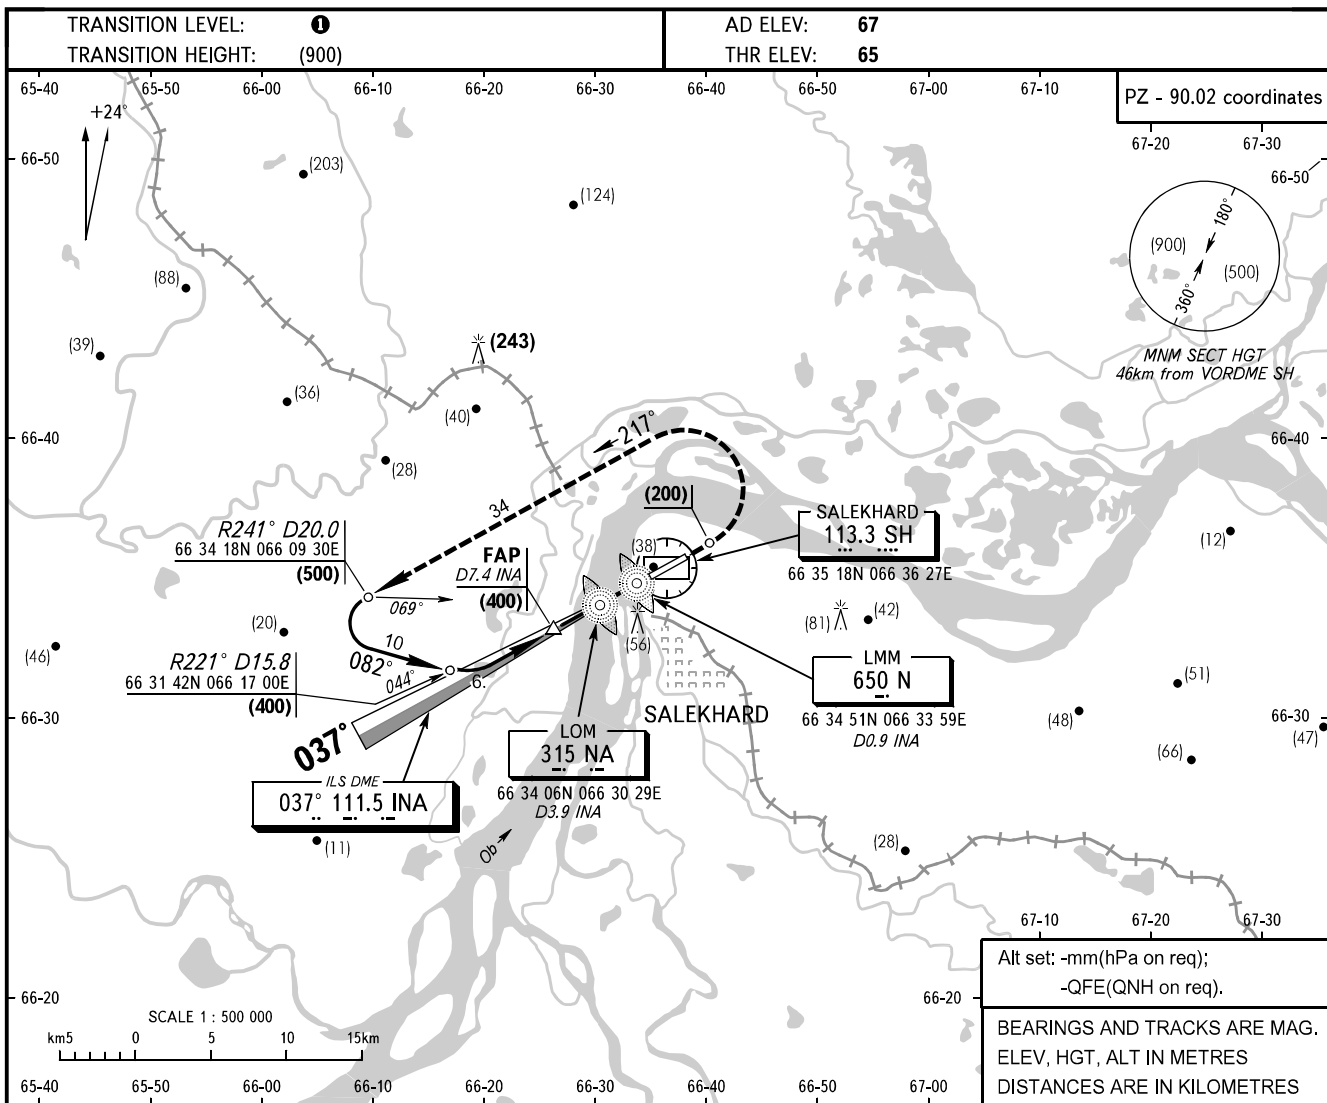 TRANSITION LEVEL: ❶
TRANSITION HEIGHT: (900)
AD ELEV: 67
THR ELEV: 65
65-40 65-50 66-00 66-10 66-20 66-30 66-40 66-50 67-00 67-10
PZ - 90.02 coordinates
67-20 67-30
+24°
66-50
66-50
(203)
(124)
180°
(900)
(500)
360°
(88)
(39)
(243)
MNM SECT HGT
46km from VORDME SH
(36)
(40)
217°
66-40
66-40
(28)
34
(200)
SALEKHARD
113.3 SH
66 35 18N 066 36 27E
R241° D20.0
66 34 18N 066 09 30E
(500)
FAP
D7.4 INA
(400)
(38)
(12)
069°
(20)
(46)
10
082°
044°
6.
(56)
(81)
(42)
R221° D15.8
66 31 42N 066 17 00E
(400)
LMM
650 N
66 34 51N 066 33 59E
D0.9 INA
(51)
(48)
66-30
66-30
(47)
(66)
SALEKHARD
037°
LOM
315 NA
66 34 06N 066 30 29E
D3.9 INA
ILS DME
037° 111.5 INA
(11)
Ob
(28)
67-10 67-20 67-30
66-20
66-20
Alt set: -mm(hPa on req);
-QFE(QNH on req).
SCALE 1 : 500 000
km5 0 5 10 15km
BEARINGS AND TRACKS ARE MAG.
ELEV, HGT, ALT IN METRES
DISTANCES ARE IN KILOMETRES
65-40 65-50 66-00 66-10 66-20 66-30 66-40 66-50 67-00